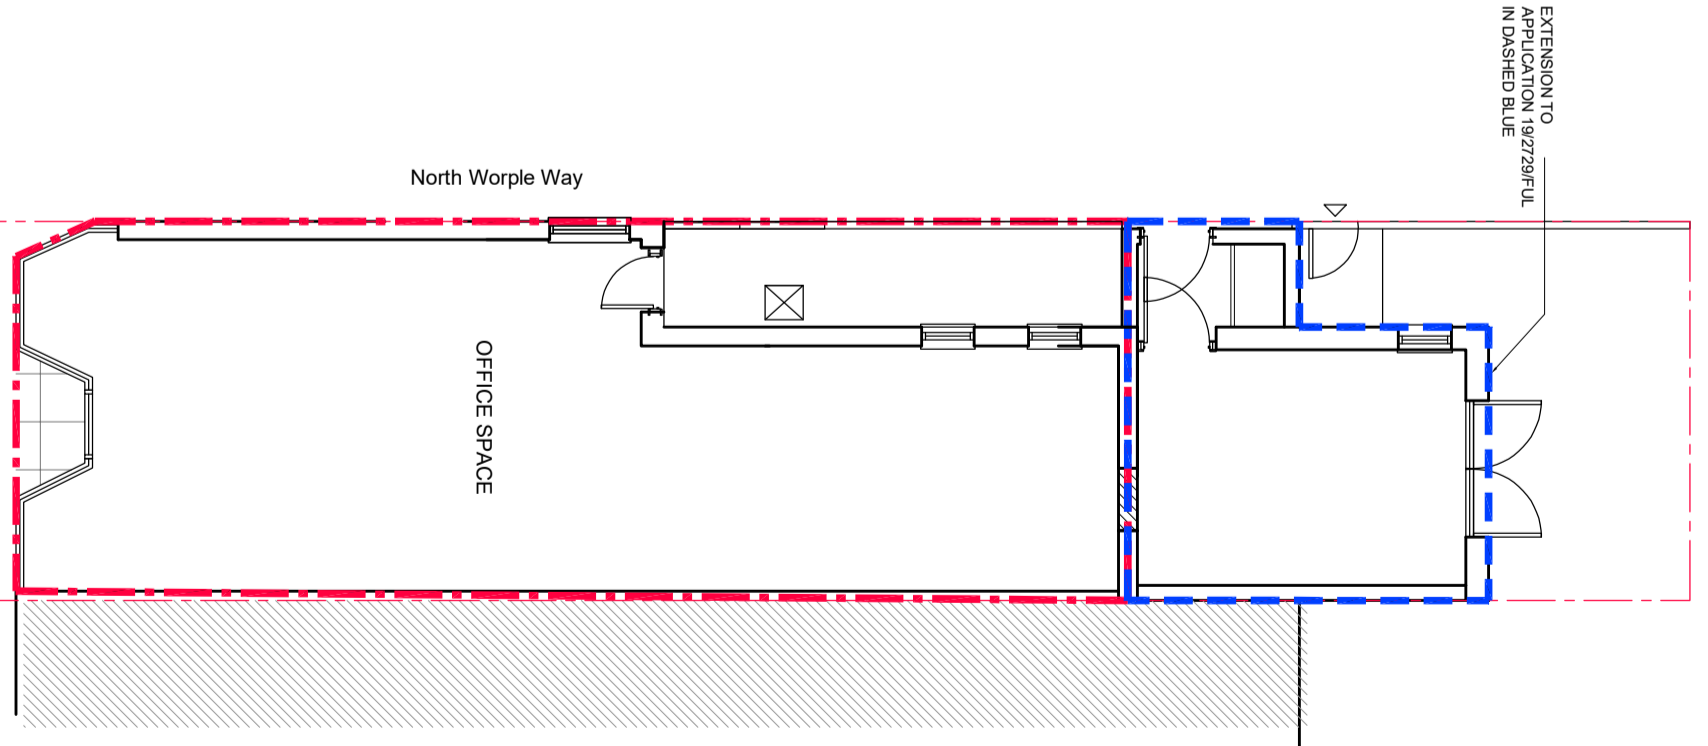 EXTENSION TO
APPLICATION 19/2729/FUL
IN DASHED BLUE
North Worple Way
OFFICE SPACE